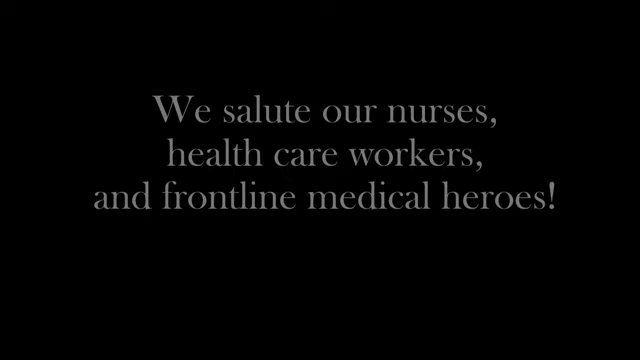 We salute our nurses,
health care workers,
and frontline medical heroes!